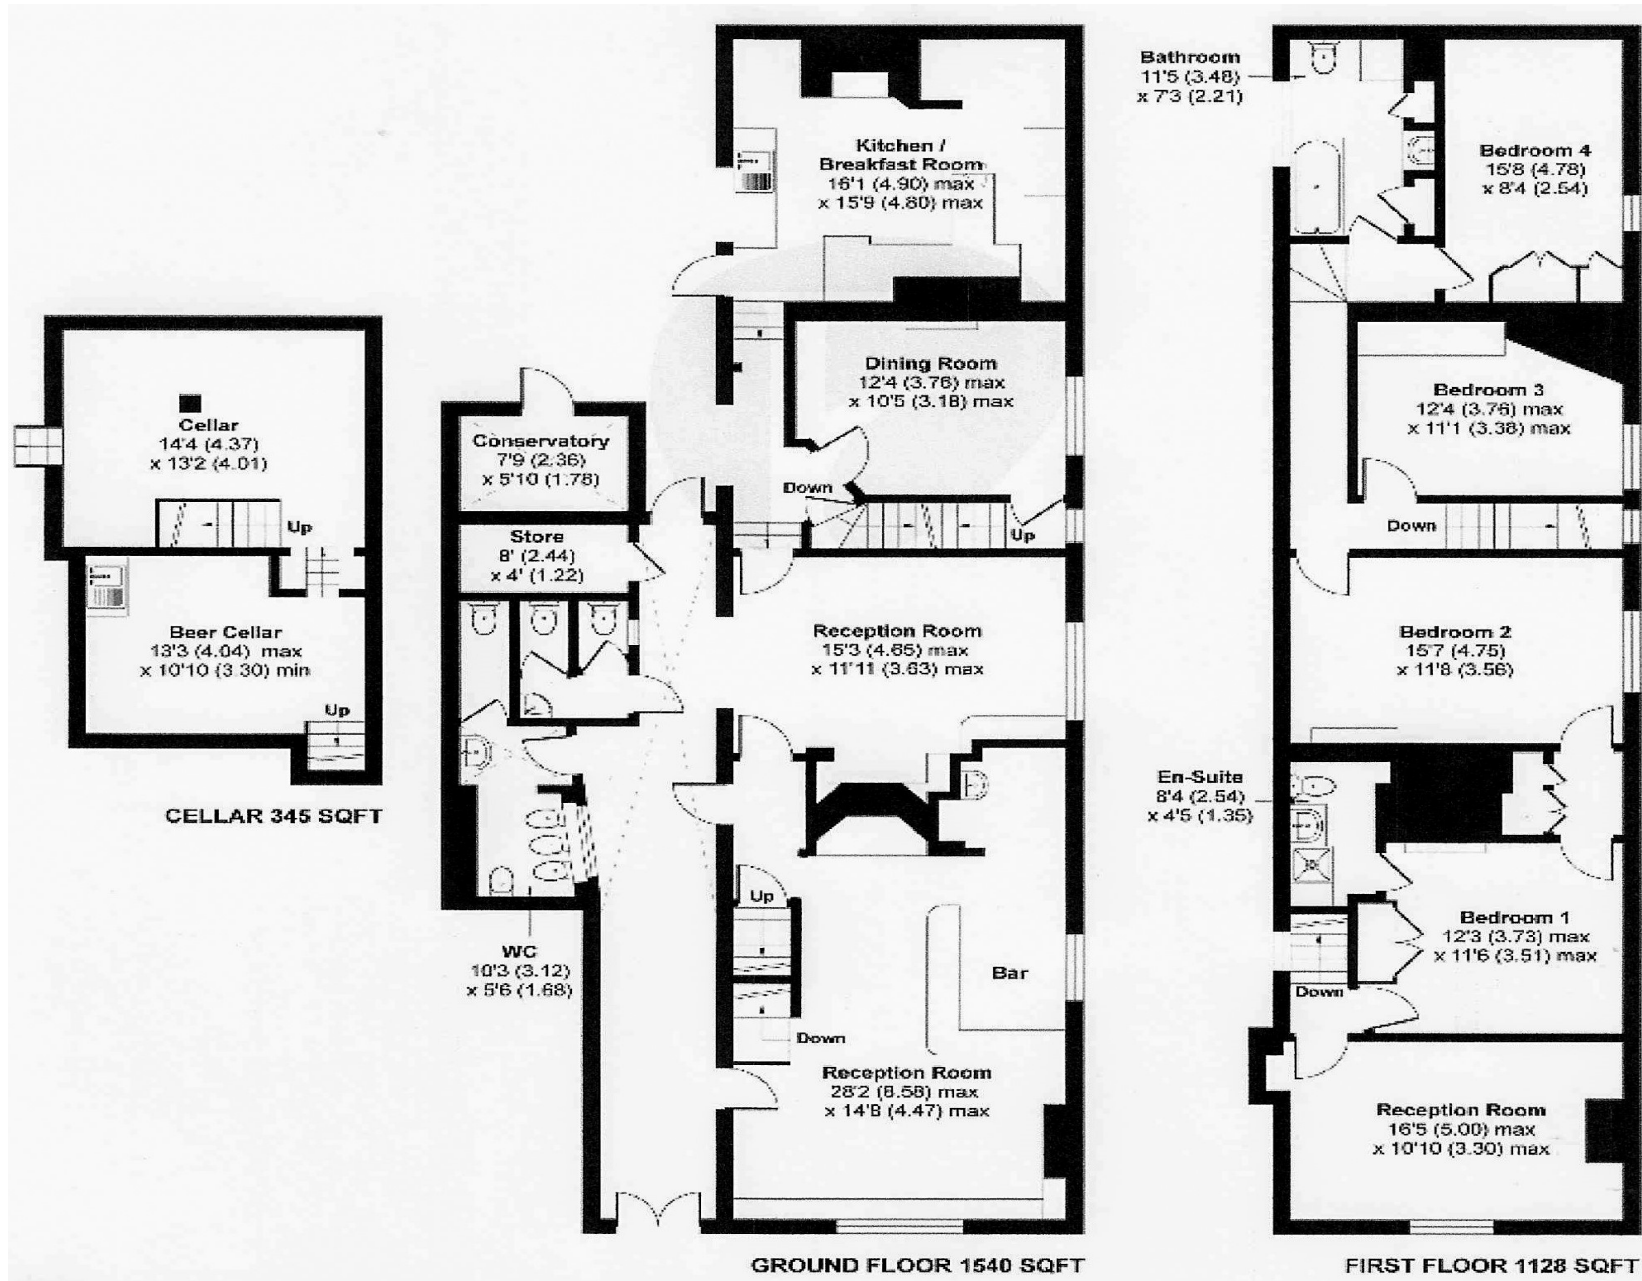 Cellar
14'4 (4.37)
x 13'2 (4.01)
Up
Beer Cellar
13'3 (4.04) max
x 10'10 (3.30) min
Up
CELLAR 345 SQFT
Kitchen /
Breakfast Room
16'1 (4.90) max
x 15'9 (4.80) max
Dining Room
12'4 (3.76) max
x 10'5 (3.18) max
Conservatory
7'9 (2.36)
x 5'10 (1.78)
Down
Up
Store
8' (2.44)
x 4' (1.22)
Reception Room
15'3 (4.65) max
x 11'11 (3.63) max
Up
WC
10'3 (3.12)
x 5'6 (1.68)
Bar
Down
Reception Room
28'2 (8.58) max
x 14'8 (4.47) max
GROUND FLOOR 1540 SQFT
Bathroom
11'5 (3.48)
x 7'3 (2.21)
Bedroom 4
15'8 (4.78)
x 8'4 (2.54)
Bedroom 3
12'4 (3.76) max
x 11'1 (3.38) max
Down
Bedroom 2
15'7 (4.75)
x 11'8 (3.56)
En-Suite
8'4 (2.54)
x 4'5 (1.35)
Bedroom 1
12'3 (3.73) max
x 11'6 (3.51) max
Down
Reception Room
16'5 (5.00) max
x 10'10 (3.30) max
FIRST FLOOR 1128 SQFT